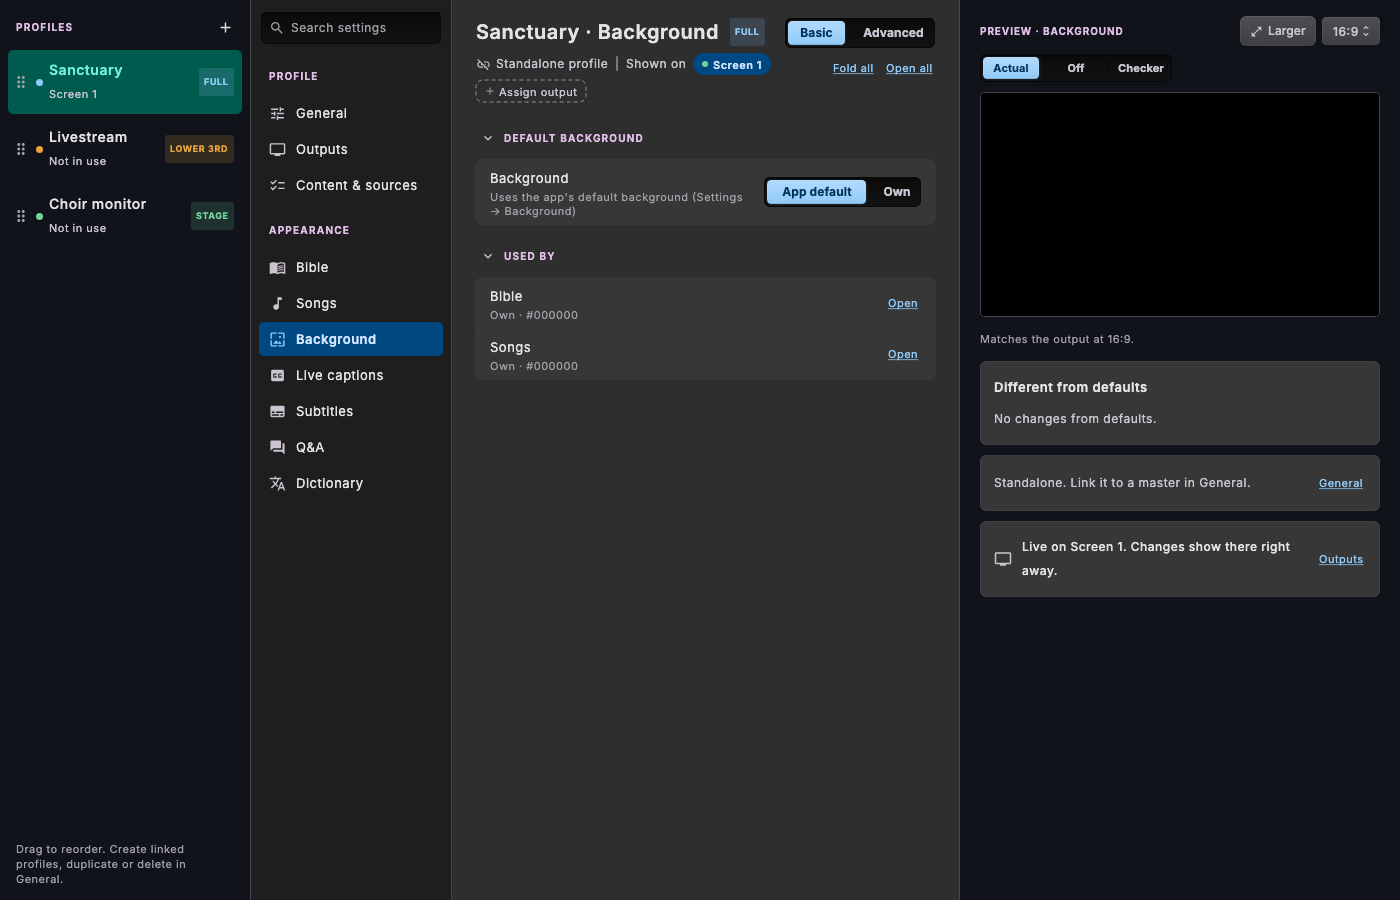 PROFILES
Sanctuary
Screen 1
FULL
Livestream
Not in use
LOWER 3RD
Choir monitor
Not in use
STAGE
Drag to reorder. Create linked
profiles, duplicate or delete in
General.
Search settings
PROFILE
General
Outputs
Content & sources
APPEARANCE
Bible
Songs
Background
Live captions
Subtitles
Q&A
Dictionary
Sanctuary · Background
FULL
Basic
Advanced
Standalone profile | Shown on
Screen 1
+ Assign output
Fold all
Open all
DEFAULT BACKGROUND
Background
Uses the app's default background (Settings
→ Background)
App default
Own
USED BY
Bible
Own · #000000
Open
Songs
Own · #000000
Open
PREVIEW · BACKGROUND
Larger
16:9
Actual
Off
Checker
Matches the output at 16:9.
Different from defaults
No changes from defaults.
Standalone. Link it to a master in General.
General
Live on Screen 1. Changes show there right
away.
Outputs